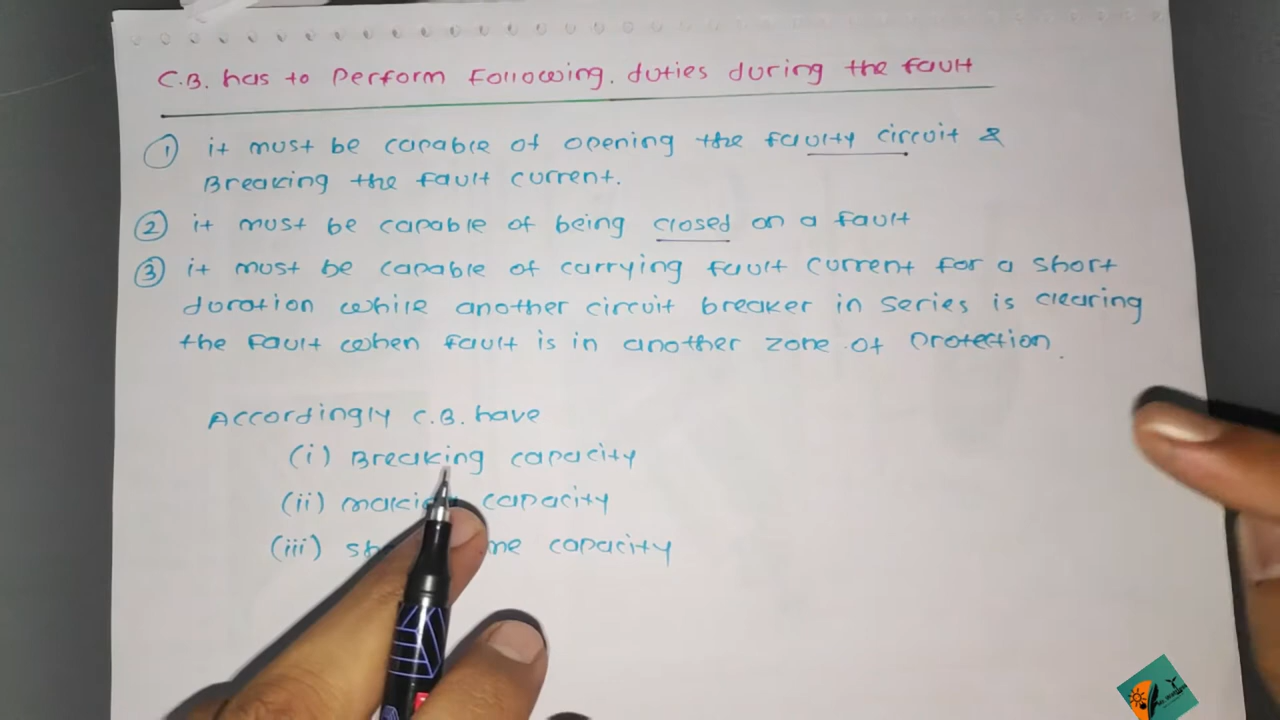 C.B. has to Perform Following. duties during the fault
① it must be capable of opening the faulty circuit &
Breaking the fault current.
② it must be capable of being closed on a fault
③ it must be capable of carrying fault current for a short
duration while another circuit breaker in series is clearing
the fault when fault is in another zone of Protection.
Accordingly C.B. have
(i) Breaking capacity
(ii) making capacity
(iii) capacity